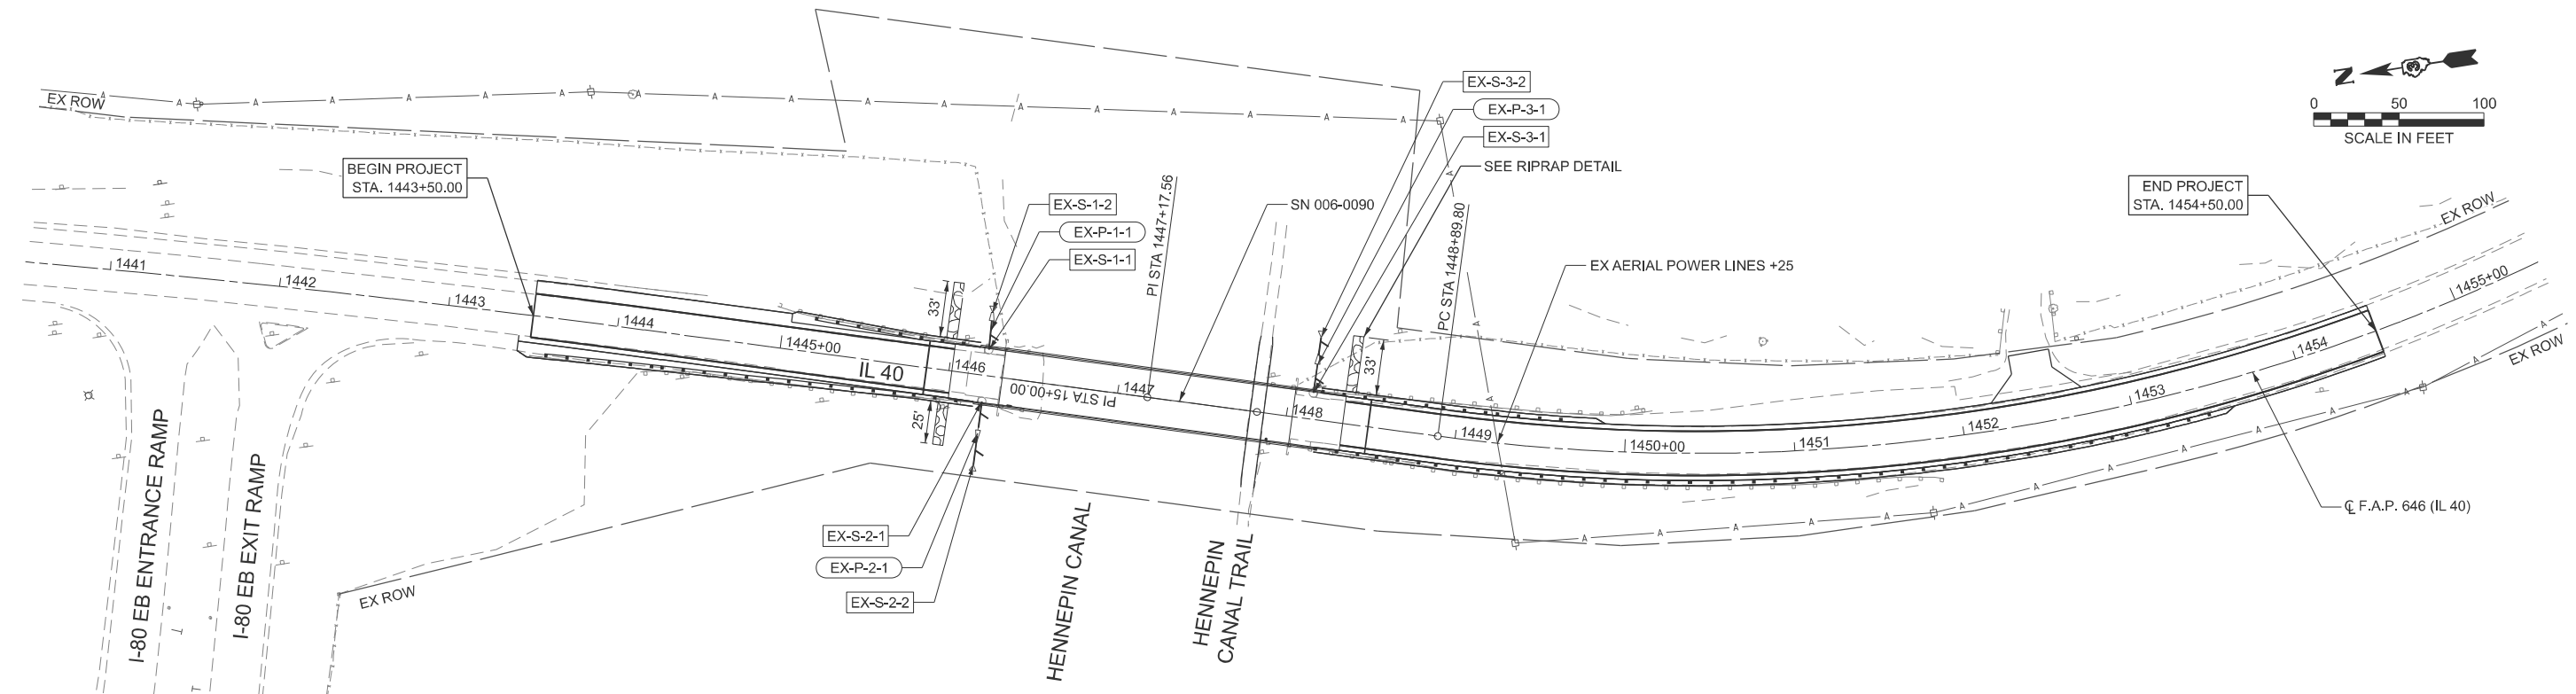 EX ROW
A A A A A A A A A A A A A A A A A A
BEGIN PROJECT
STA. 1443+50.00
EX-S-1-2
EX-P-1-1
EX-S-1-1
PI STA 1447+17.56
SN 006-0090
EX-S-3-2
EX-P-3-1
EX-S-3-1
SEE RIPRAP DETAIL
PC STA 1448+89.80
EX AERIAL POWER LINES +25
N
0 50 100
SCALE IN FEET
END PROJECT
STA. 1454+50.00
EX ROW
1441
1442
1443
1444
1445+00
1446
1447
1448
1449
1450+00
1451
1452
1453
1454
1455+00
33'
33'
25'
IL 40
PI STA 15+00.00
EX ROW
℄ F.A.P. 646 (IL 40)
I-80 EB ENTRANCE RAMP
I-80 EB EXIT RAMP
EX ROW
EX-S-2-1
EX-P-2-1
EX-S-2-2
HENNEPIN CANAL
HENNEPIN
CANAL TRAIL
T
T